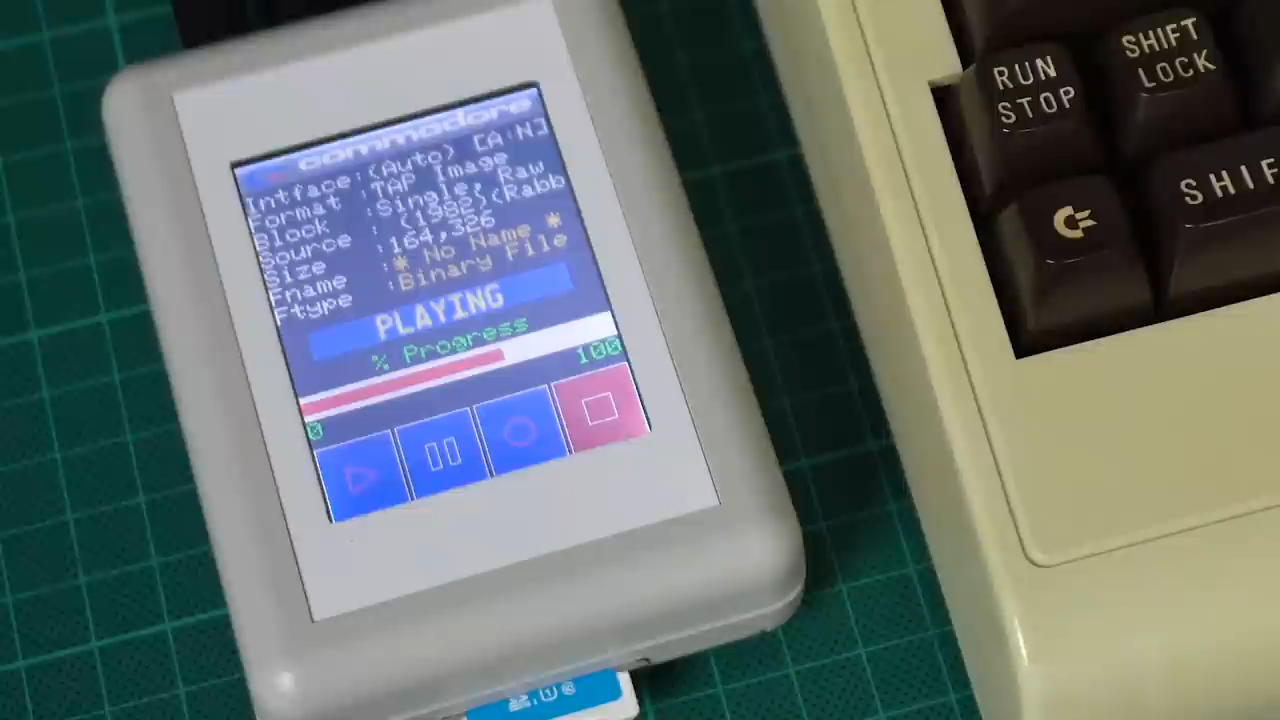 commodore
Intface:<Auto> [A:N]
Format :TAP Image
Block :Single, Raw
Source :(1982)(Rabb
Size :164,326
Fname :* No Name *
Ftype :Binary File
PLAYING
% Progress
0 100
RUN STOP
SHIFT LOCK
SHIF